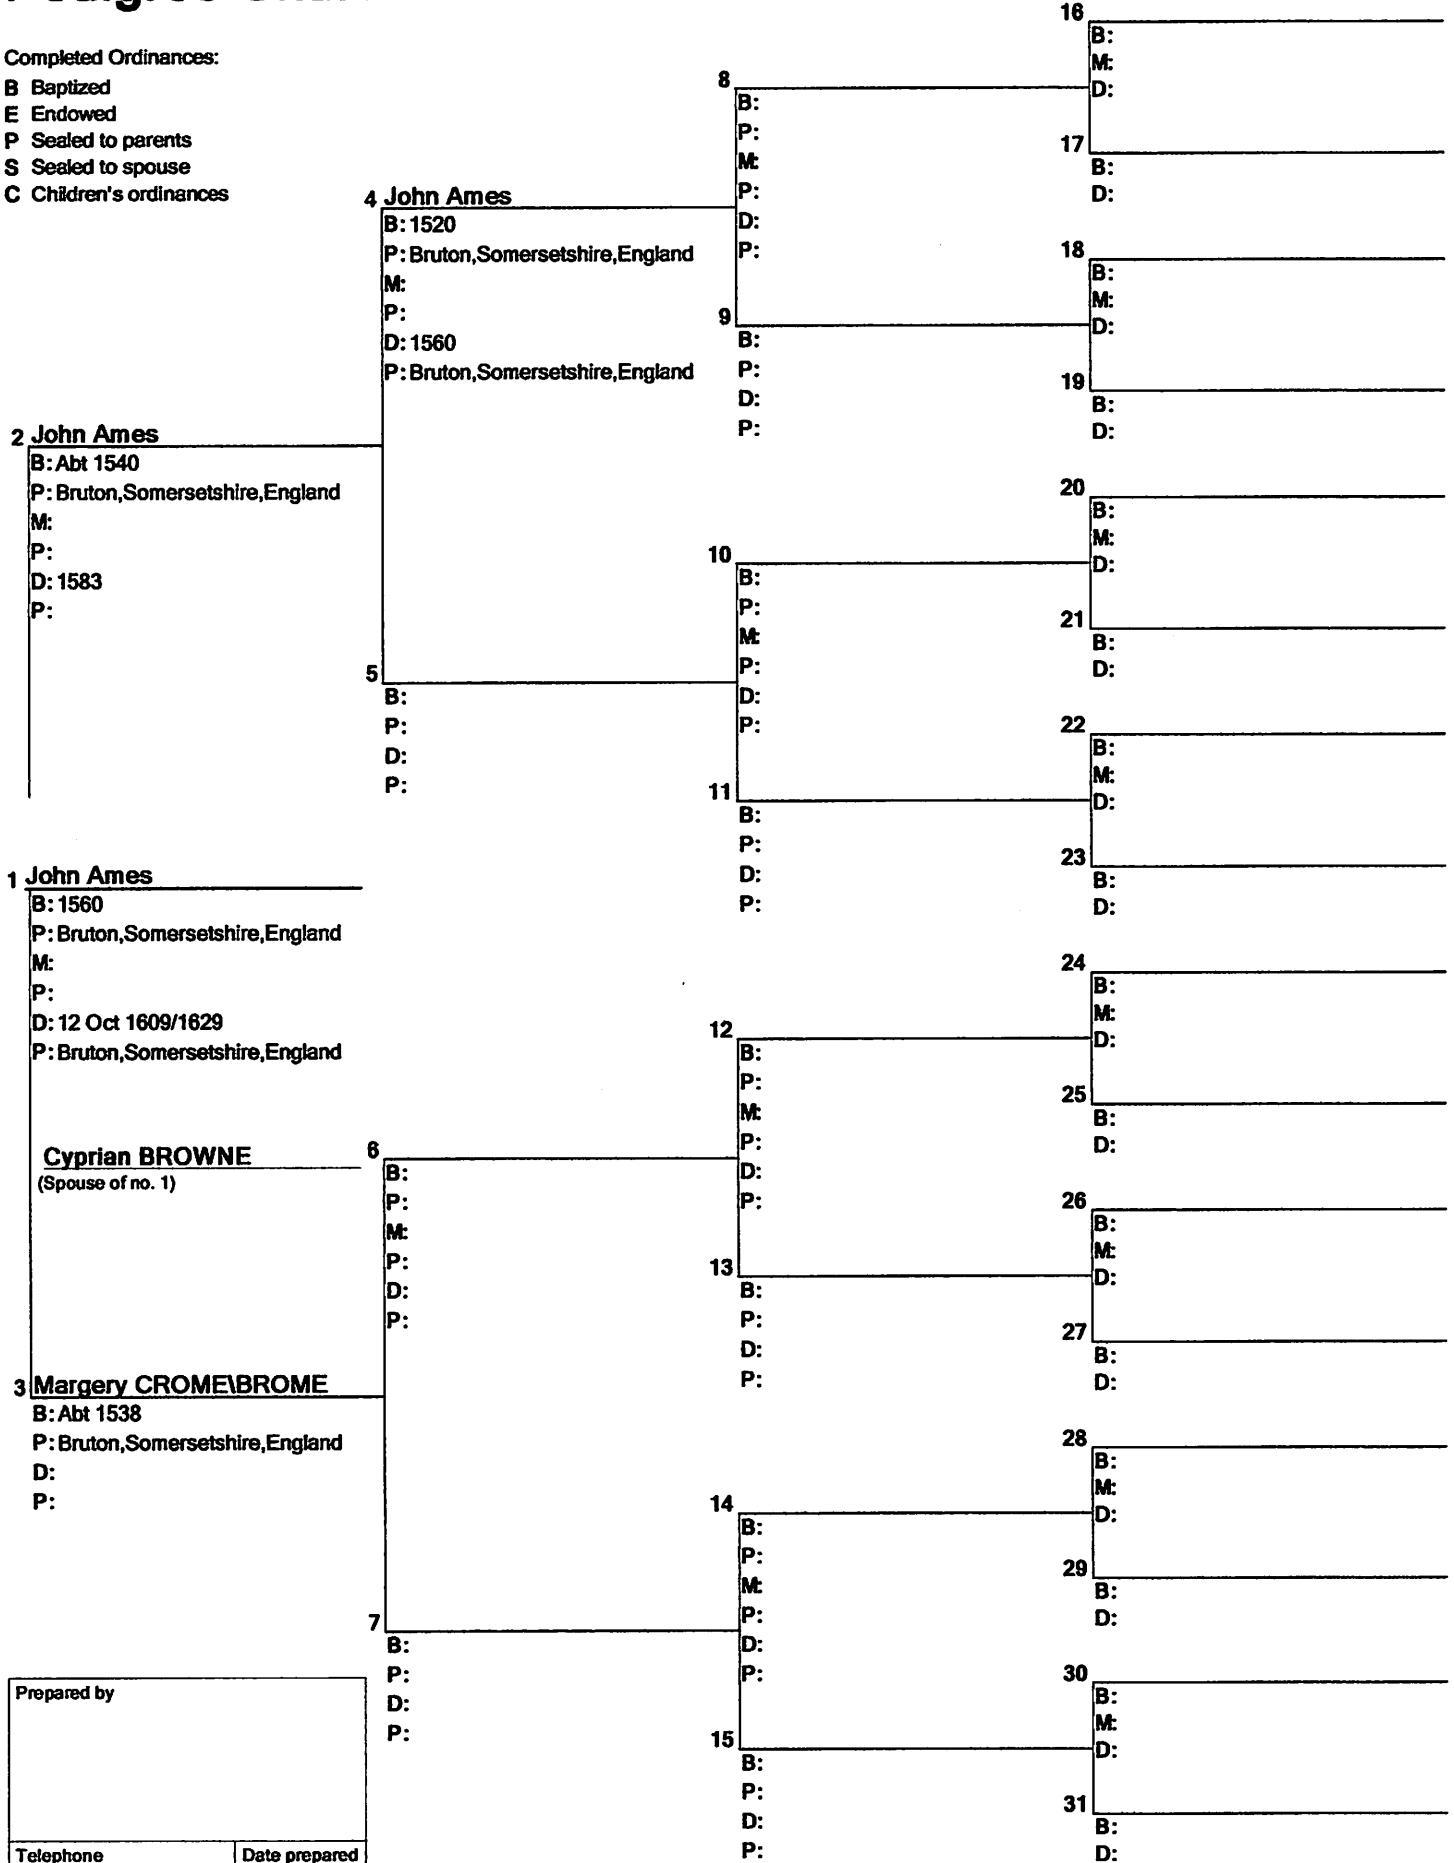 Completed Ordinances:
B Baptized
E Endowed
P Sealed to parents
S Sealed to spouse
C Children's ordinances
2 John Ames
B: Abt 1540
P: Bruton,Somersetshire,England
M:
P:
D: 1583
P:
1 John Ames
B: 1560
P: Bruton,Somersetshire,England
M:
P:
D: 12 Oct 1609/1629
P: Bruton,Somersetshire,England
Cyprian BROWNE
(Spouse of no. 1)
3 Margery CROME\BROME
B: Abt 1538
P: Bruton,Somersetshire,England
D:
P:
Prepared by
Telephone
Date prepared
4 John Ames
B: 1520
P: Bruton,Somersetshire,England
M:
P:
D: 1560
P: Bruton,Somersetshire,England
5
B:
P:
D:
P:
6
B:
P:
M:
P:
D:
P:
7
B:
P:
D:
P:
8
B:
P:
M:
P:
D:
P:
9
B:
P:
D:
P:
10
B:
P:
M:
P:
D:
P:
11
B:
P:
D:
P:
12
B:
P:
M:
P:
D:
P:
13
B:
P:
D:
P:
14
B:
P:
M:
P:
D:
P:
15
B:
P:
D:
P:
16
B:
M:
D:
17
B:
D:
18
B:
M:
D:
19
B:
D:
20
B:
M:
D:
21
B:
D:
22
B:
M:
D:
23
B:
D:
24
B:
M:
D:
25
B:
D:
26
B:
M:
D:
27
B:
D:
28
B:
M:
D:
29
B:
D:
30
B:
M:
D:
31
B:
D: